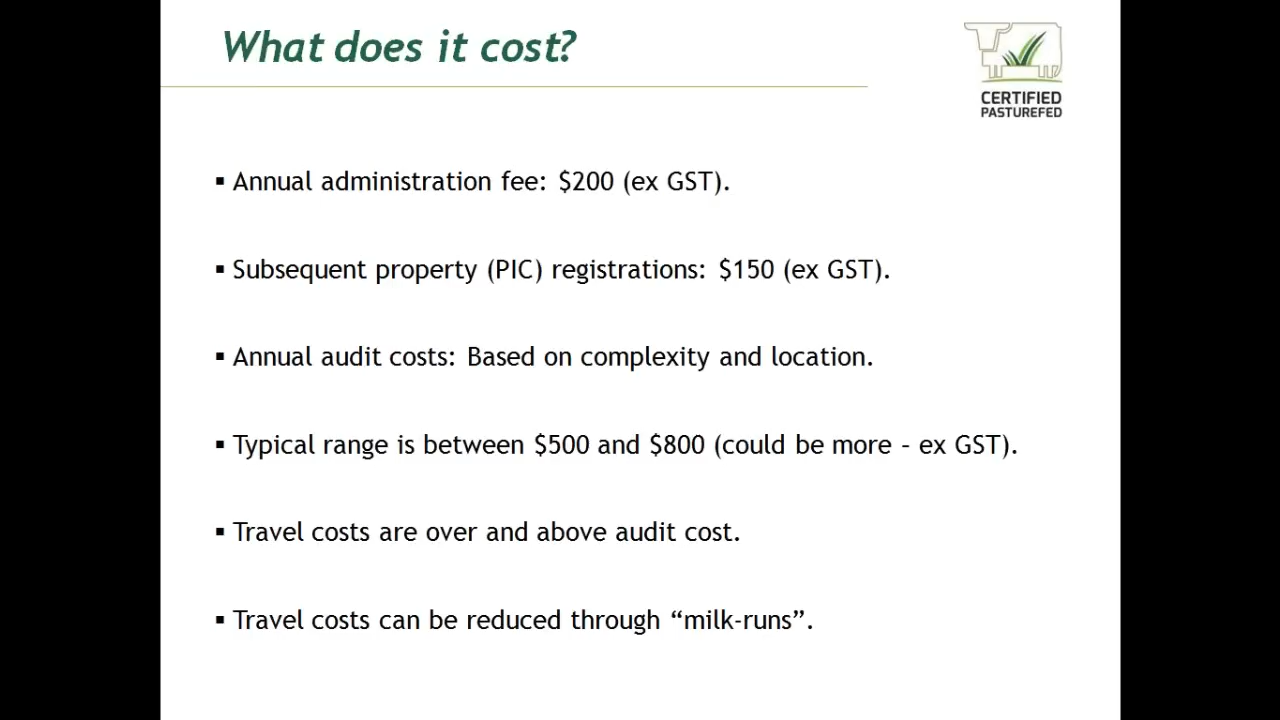 What does it cost?
CERTIFIED
PASTUREFED
▪ Annual administration fee: $200 (ex GST).
▪ Subsequent property (PIC) registrations: $150 (ex GST).
▪ Annual audit costs: Based on complexity and location.
▪ Typical range is between $500 and $800 (could be more – ex GST).
▪ Travel costs are over and above audit cost.
▪ Travel costs can be reduced through “milk-runs”.